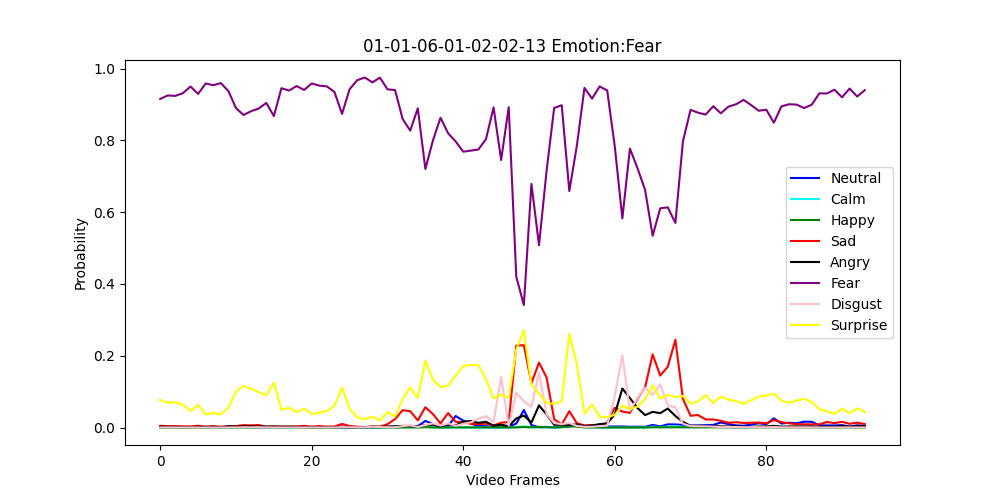 01-01-06-01-02-02-13 Emotion:Fear
1.0
0.8
0.6
0.4
0.2
0.0
Probability
0 20 40 60 80
Video Frames
Neutral
Calm
Happy
Sad
Angry
Fear
Disgust
Surprise